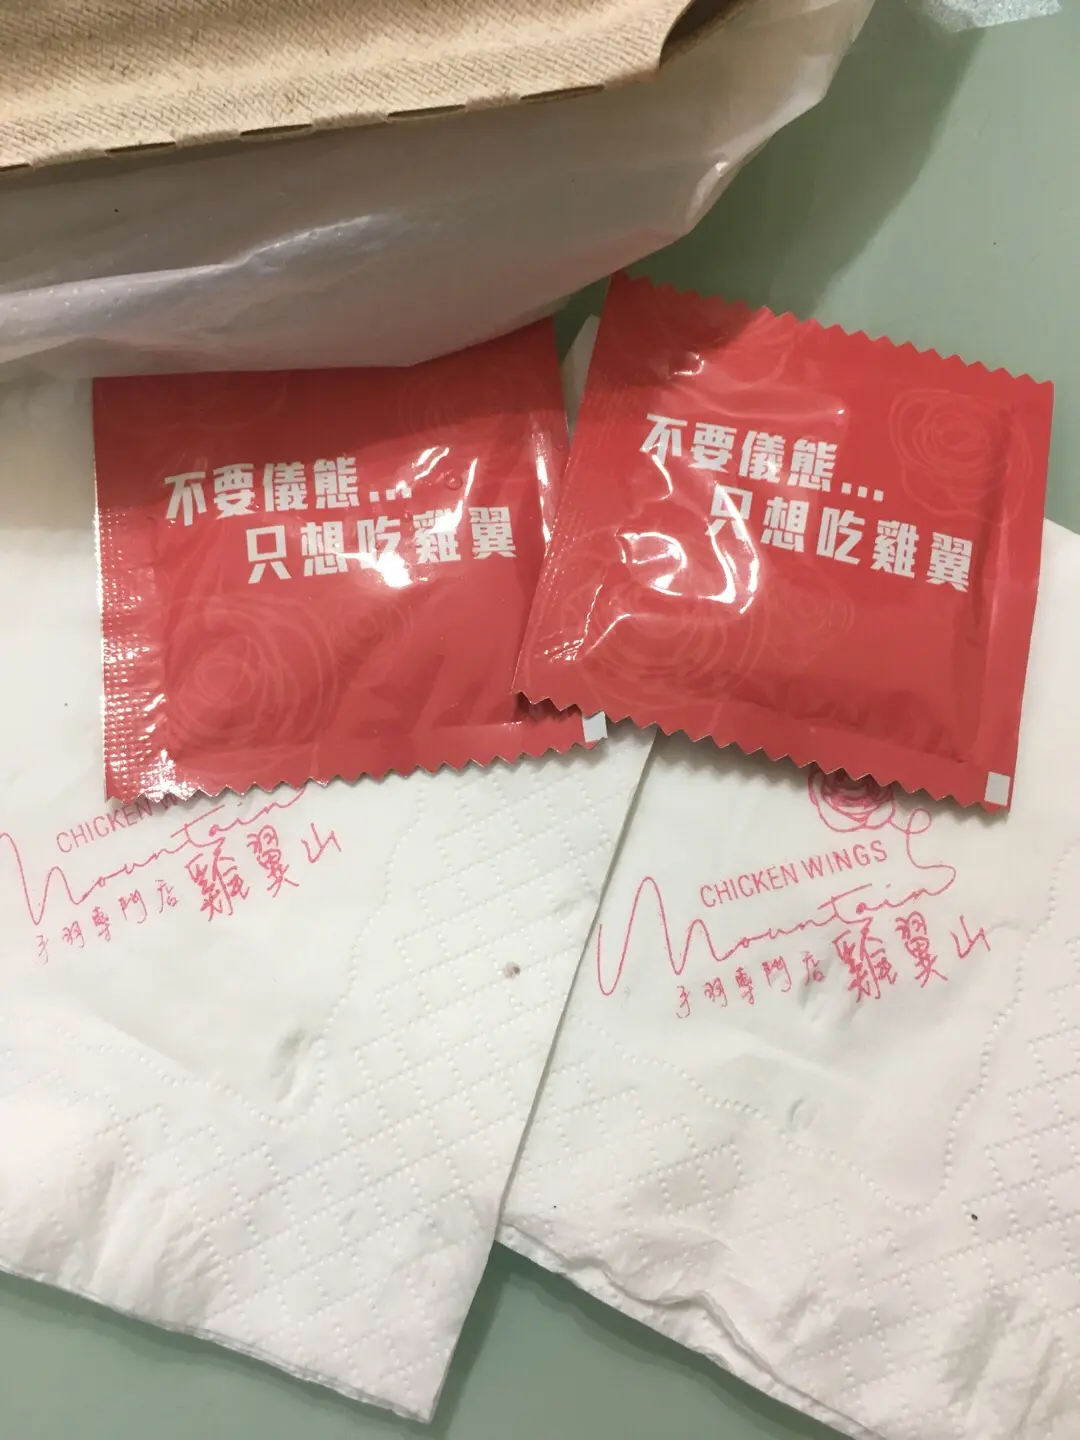 不要儀態...
只想吃雞翼
不要儀態...
只想吃雞翼
CHICKEN W
Mountain
手羽專門店 雞翼山
CHICKEN WINGS
Mountain
手羽專門店 雞翼山